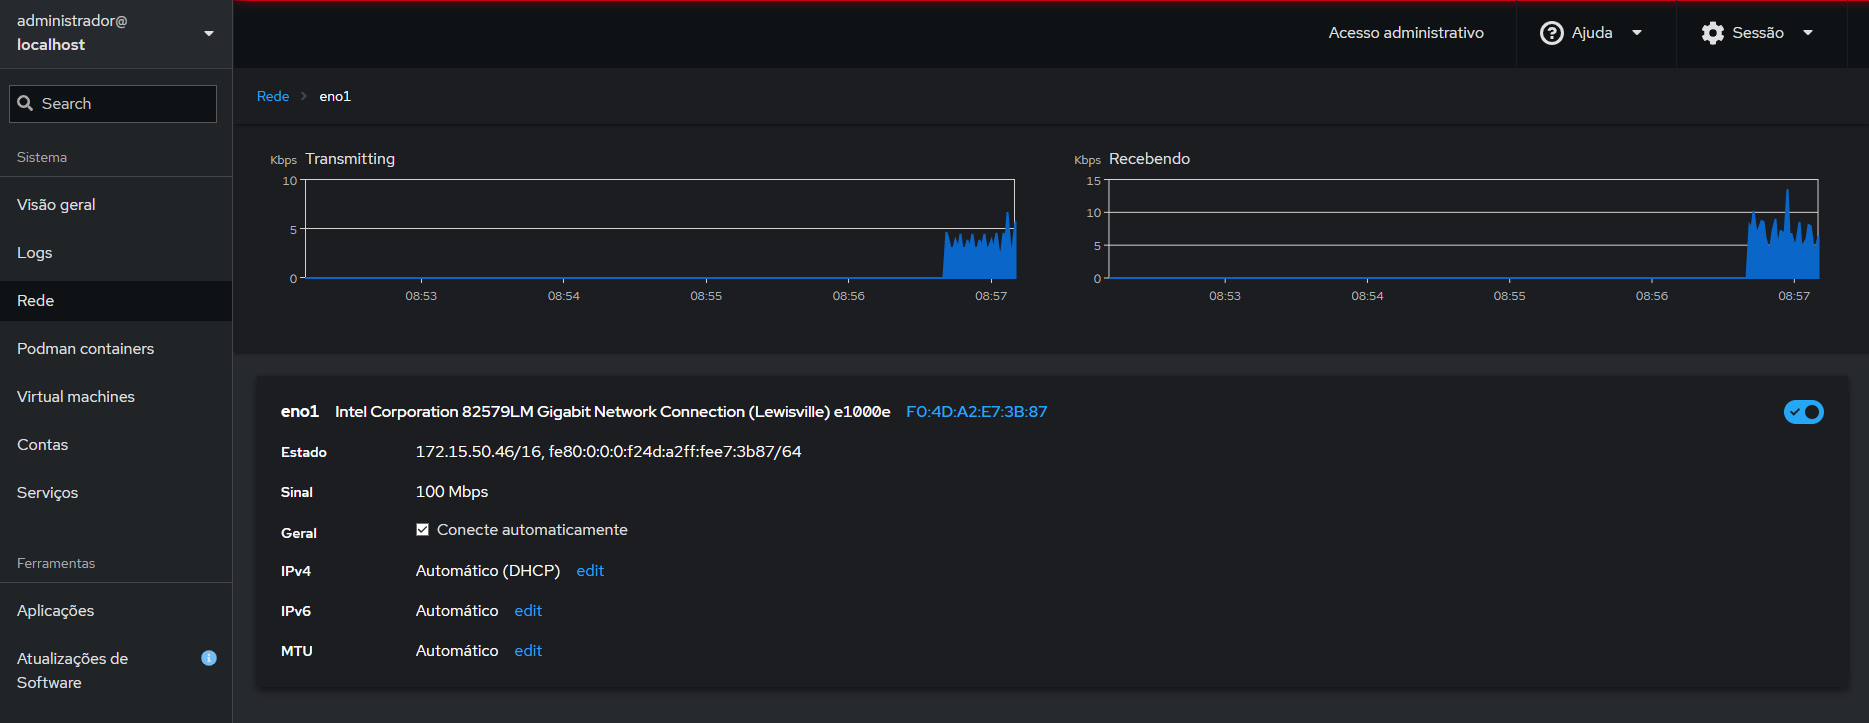 administrador@
localhost
Acesso administrativo
Ajuda
Sessão
Search
Sistema
Visão geral
Logs
Rede
Podman containers
Virtual machines
Contas
Serviços
Ferramentas
Aplicações
Atualizações de
Software
Rede > eno1
Kbps Transmitting
10
5
0
08:53 08:54 08:55 08:56 08:57
Kbps Recebendo
15
10
5
0
08:53 08:54 08:55 08:56 08:57
eno1 Intel Corporation 82579LM Gigabit Network Connection (Lewisville) e1000e F0:4D:A2:E7:3B:87
Estado 172.15.50.46/16, fe80:0:0:0:f24d:a2ff:fee7:3b87/64
Sinal 100 Mbps
Geral Conecte automaticamente
IPv4 Automático (DHCP) edit
IPv6 Automático edit
MTU Automático edit